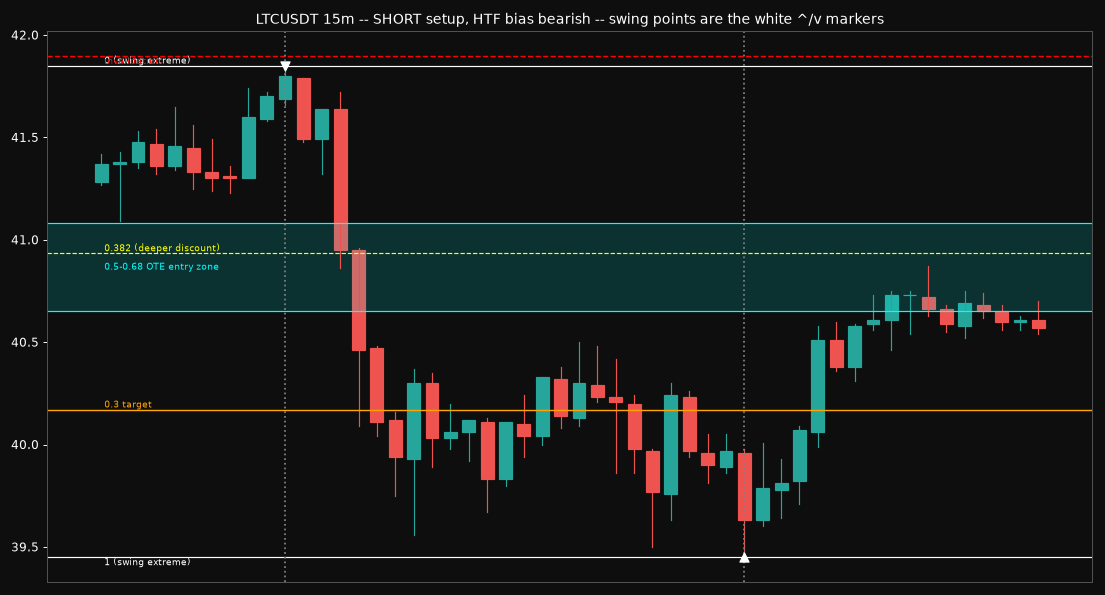 LTCUSDT 15m -- SHORT setup, HTF bias bearish -- swing points are the white ^/v markers
42.0
0 (swing extreme)
41.5
41.0
0.382 (deeper discount)
0.5-0.68 OTE entry zone
40.5
0.3 target
40.0
39.5
1 (swing extreme)